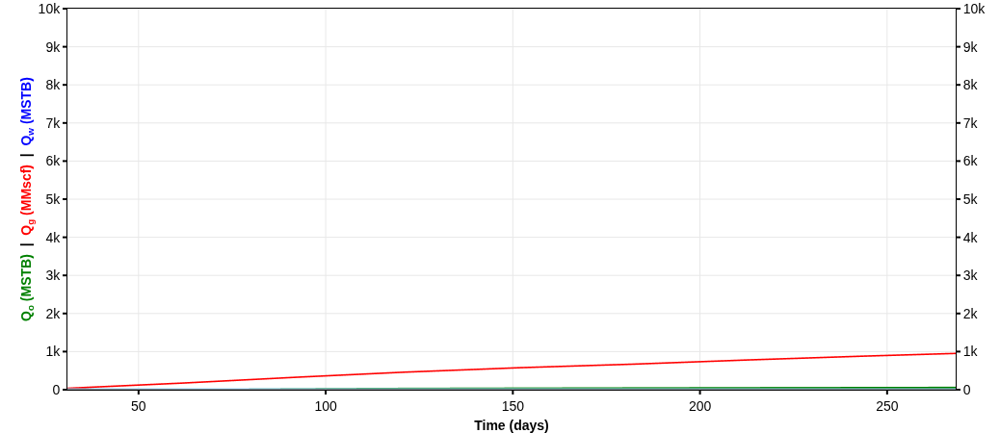 10k
9k
8k
7k
6k
5k
4k
3k
2k
1k
0
Qo (MSTB) | Qg (MMscf) | Qw (MSTB)
10k
9k
8k
7k
6k
5k
4k
3k
2k
1k
0
50 100 150 200 250
Time (days)